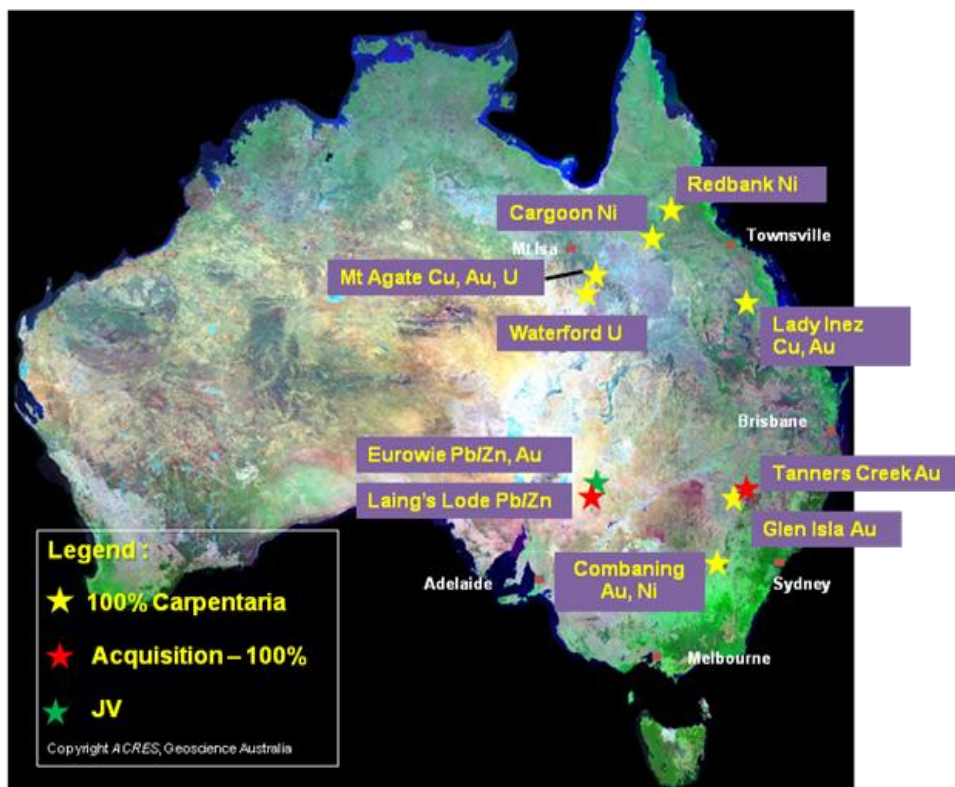 Redbank Ni
Cargoon Ni
Townsville
Mt Isa
Mt Agate Cu, Au, U
Waterford U
Lady Inez
Cu, Au
Brisbane
Eurowie Pb/Zn, Au
Tanners Creek Au
Laing's Lode Pb/Zn
Glen Isla Au
Legend :
Combaning
Au, Ni
Adelaide
Sydney
100% Carpentaria
Acquisition – 100%
Melbourne
JV
Copyright ACRES, Geoscience Australia